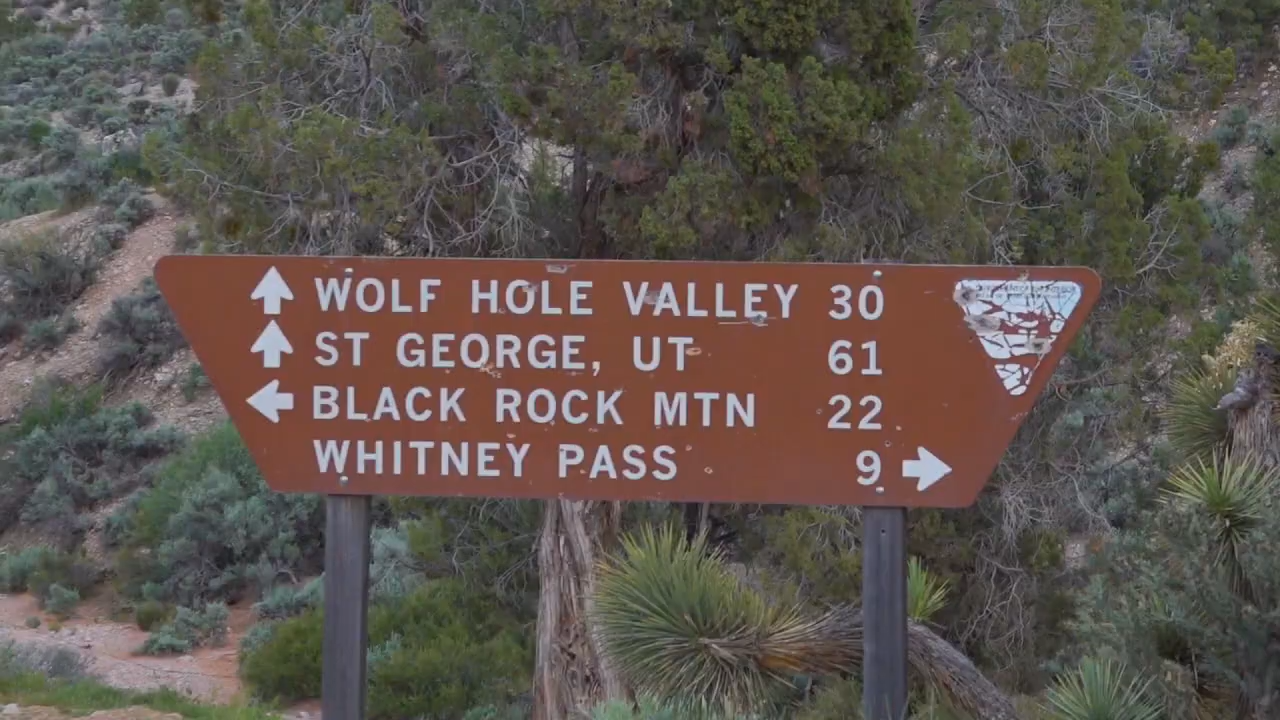 WOLF HOLE VALLEY 30
ST GEORGE, UT 61
BLACK ROCK MTN 22
WHITNEY PASS 9